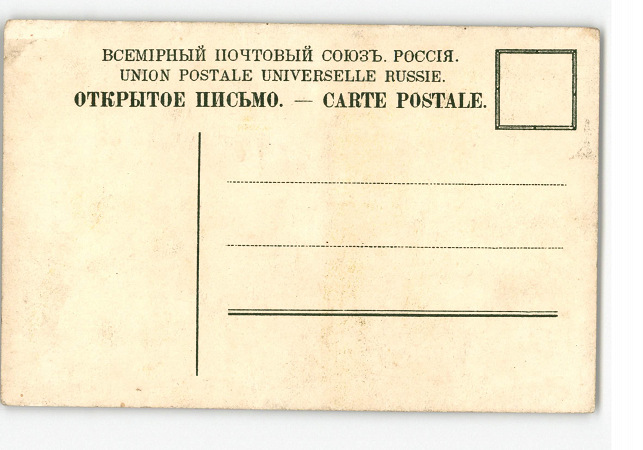 ВСЕМІРНЫЙ ПОЧТОВЫЙ СОЮЗЪ. РОССІЯ.
UNION POSTALE UNIVERSELLE RUSSIE.
ОТКРЫТОЕ ПИСЬМО. — CARTE POSTALE.